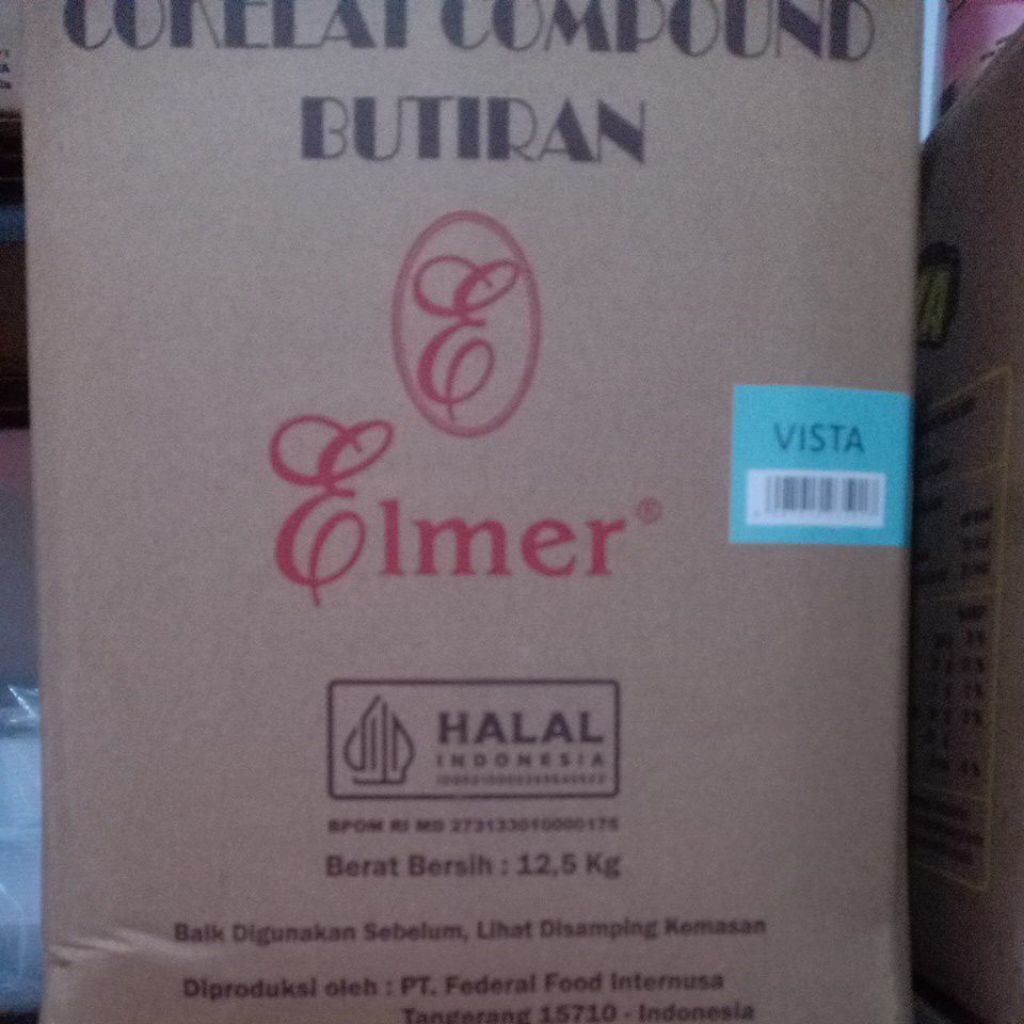 COKELAT COMPOUND
BUTIRAN
E
Elmer®
VISTA
HALAL
INDONESIA
BPOM RI MD 273133010000175
Berat Bersih : 12,5 Kg
Baik Digunakan Sebelum, Lihat Disamping Kemasan
Diproduksi oleh : PT. Federal Food Internusa
Tangerang 15710 - Indonesia